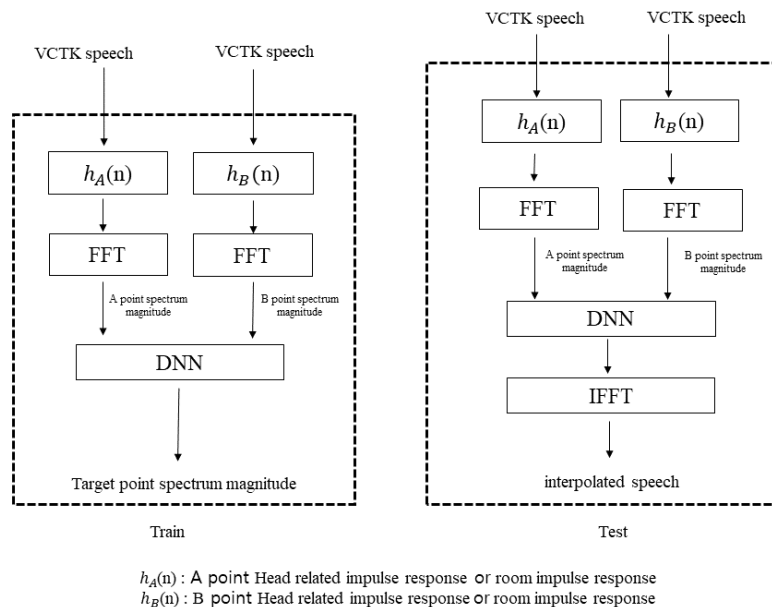 VCTK speech
VCTK speech
h_A(n)
h_B(n)
FFT
FFT
A point spectrum
magnitude
B point spectrum
magnitude
DNN
Target point spectrum magnitude
Train
VCTK speech
VCTK speech
h_A(n)
h_B(n)
FFT
FFT
A point spectrum
magnitude
B point spectrum
magnitude
DNN
IFFT
interpolated speech
Test
h_A(n) : A point Head related impulse response or room impulse response
h_B(n) : B point Head related impulse response or room impulse response